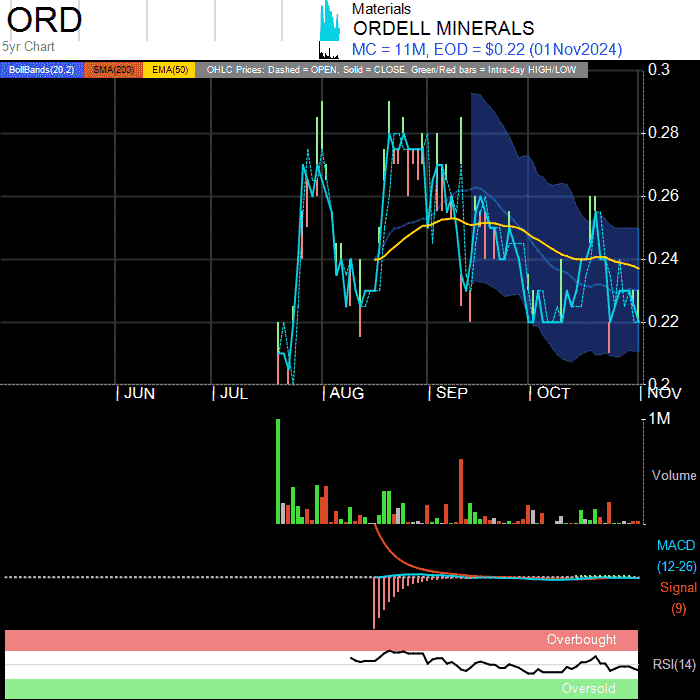 ORD
5yr Chart
Materials
ORDELL MINERALS
MC = 11M, EOD = $0.22 (01Nov2024)
BollBands(20,2) SMA(200) EMA(50) OHLC Prices: Dashed = OPEN, Solid = CLOSE, Green/Red bars = Intra-day HIGH/LOW
0.3
0.28
0.26
0.24
0.22
0.2
JUN JUL AUG SEP OCT NOV
1M
Volume
MACD
(12-26)
Signal
(9)
Overbought
RSI(14)
Oversold